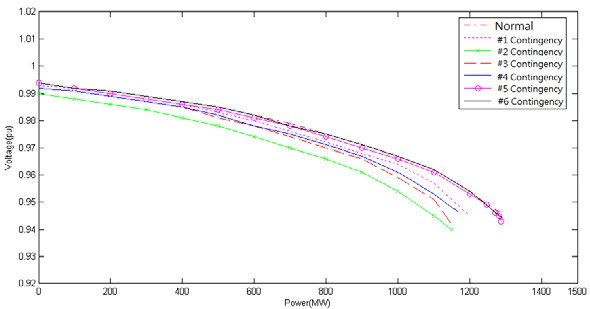 1.02
1.01
1
0.99
0.98
0.97
0.96
0.95
0.94
0.93
0.92
Voltage(pu)
0
200
400
600
800
1000
1200
1400
1500
Power(MW)
Normal
#1 Contingency
#2 Contingency
#3 Contingency
#4 Contingency
#5 Contingency
#6 Contingency